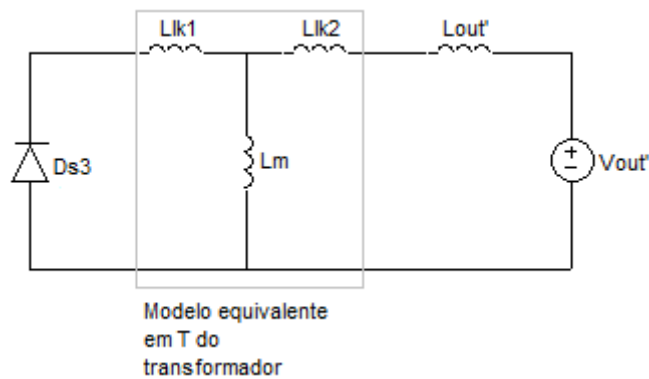 Llk1
Llk2
Lout'
Ds3
Lm
Vout'
Modelo equivalente
em T do
transformador